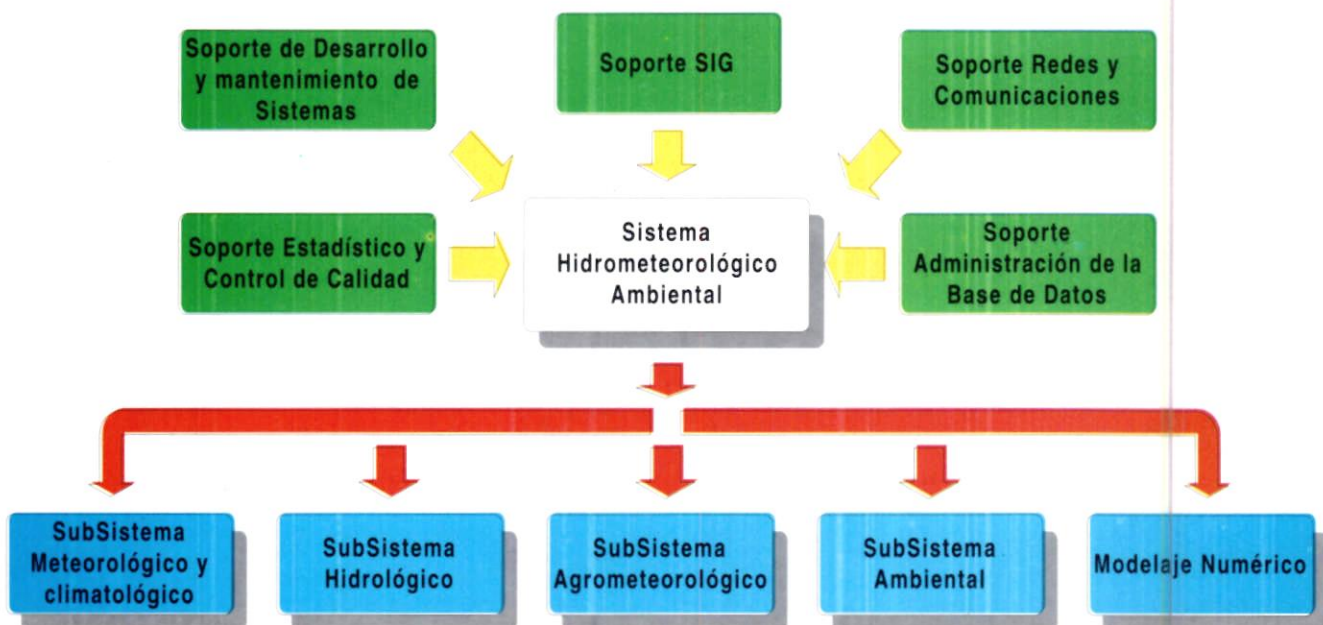 Soporte de Desarrollo
y mantenimiento de
Sistemas
Soporte SIG
Soporte Redes y
Comunicaciones
Soporte Estadístico y
Control de Calidad
Sistema
Hidrometeorológico
Ambiental
Soporte
Administración de la
Base de Datos
SubSistema
Meteorológico y
climatológico
SubSistema
Hidrológico
SubSistema
Agrometeorológico
SubSistema
Ambiental
Modelaje Numérico